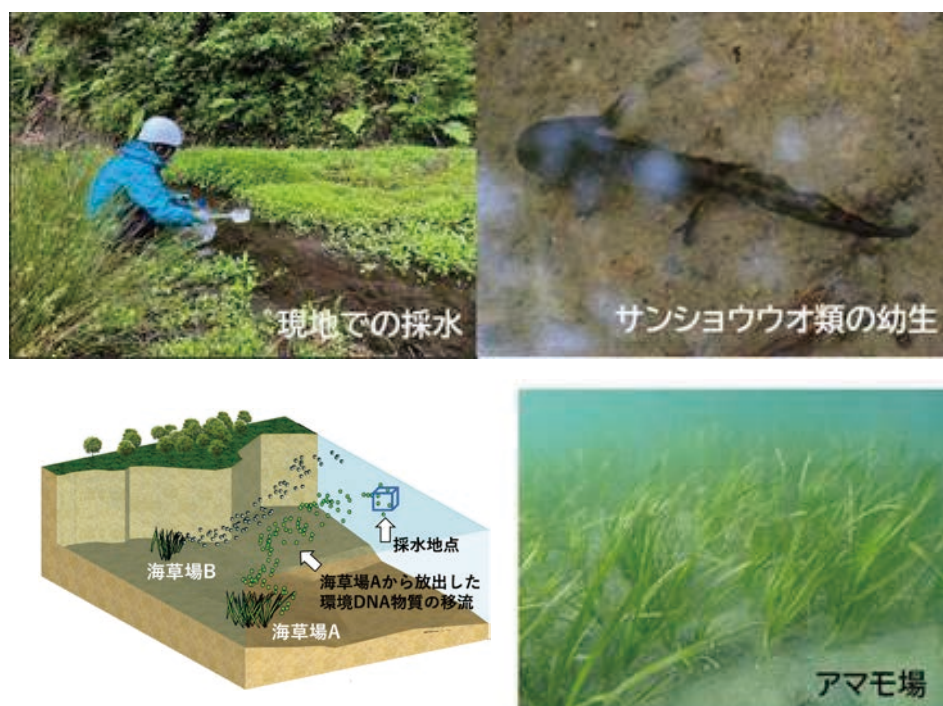 現地での採水
サンショウウオ類の幼生
採水地点
海草場B
海草場Aから放出した
環境DNA物質の移流
海草場A
アマモ場